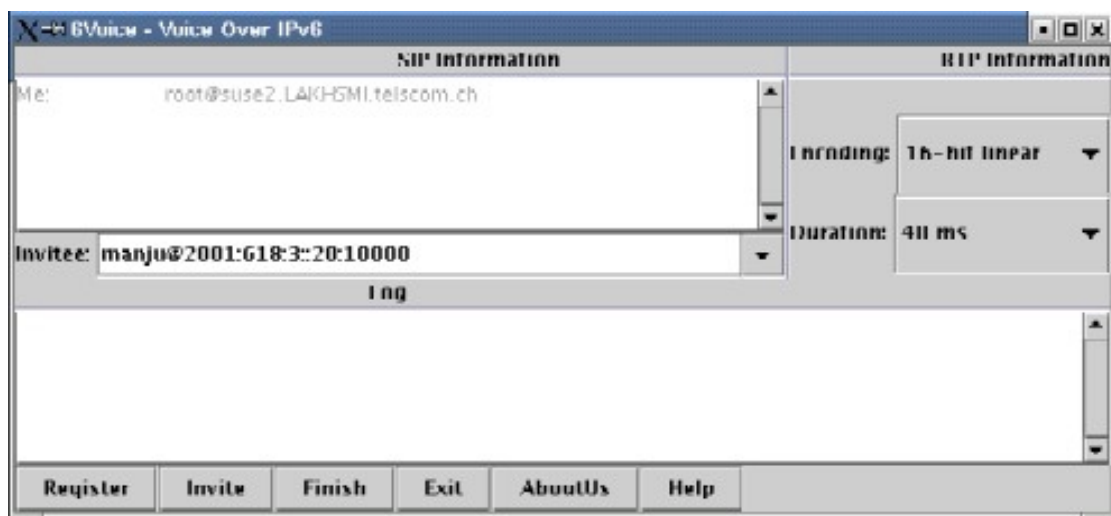 6Voice - Voice Over IPv6
SIP Information
RTP Information
Me: root@suse2.LAKHSMI.telscom.ch
Encoding: 16-bit linear
Duration: 40 ms
Invitee: manju@2001:618:3::20:10000
Log
Register Invite Finish Exit AboutUs Help